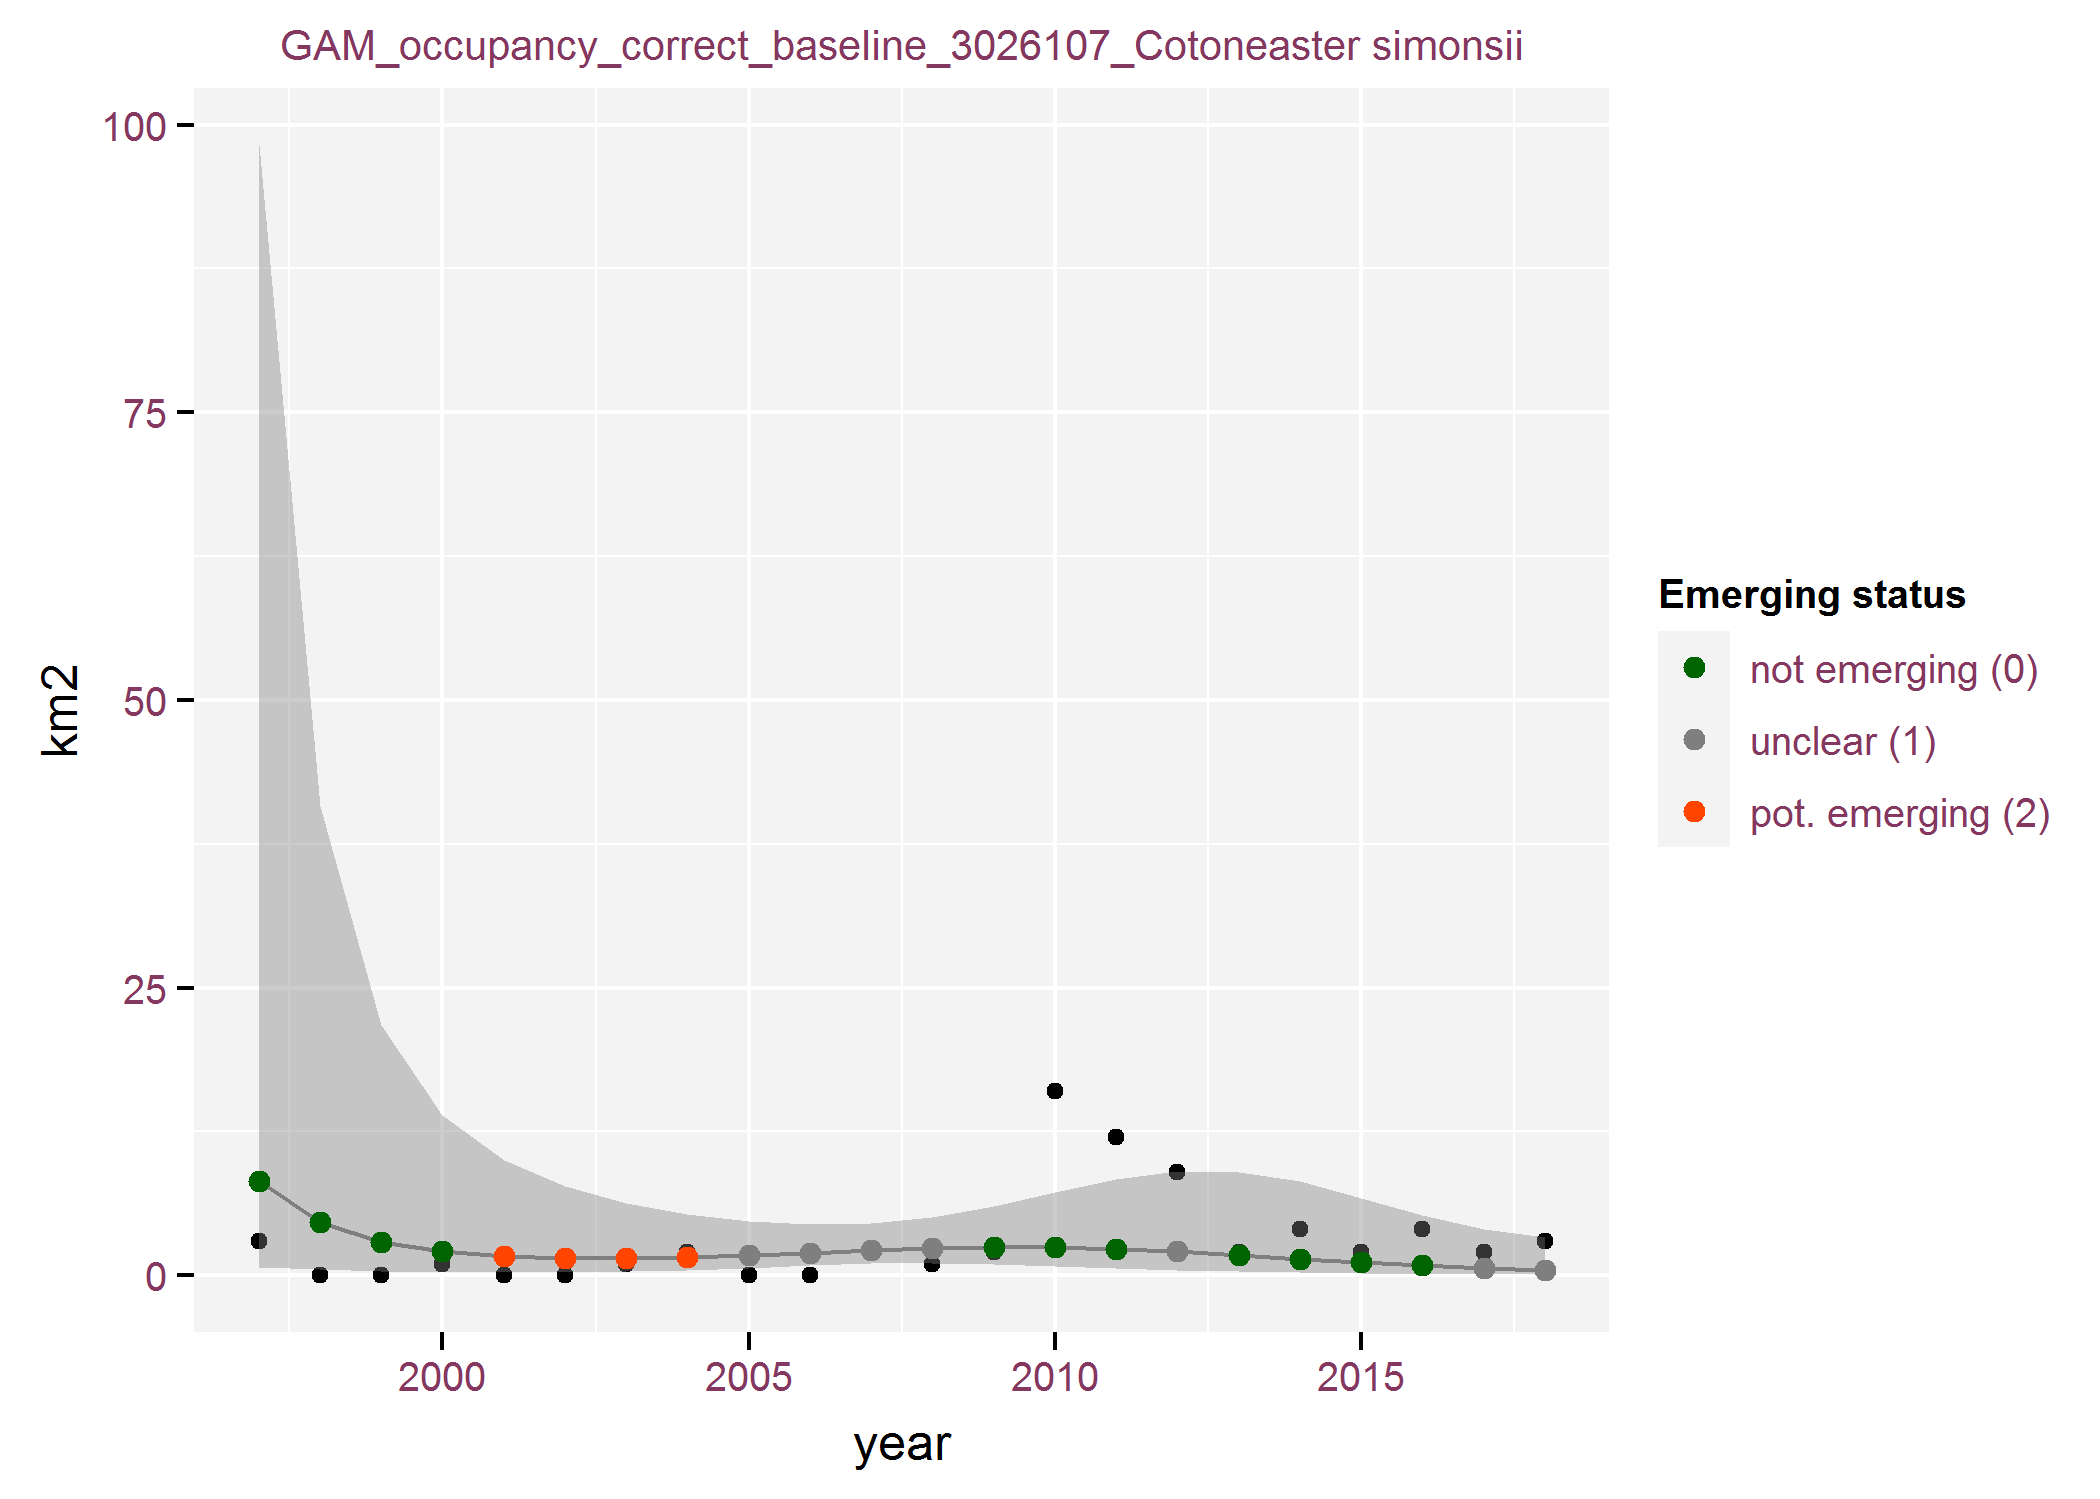 GAM_occupancy_correct_baseline_3026107_Cotoneaster simonsii
100
75
50
25
0
km2
2000
2005
2010
2015
year
Emerging status
not emerging (0)
unclear (1)
pot. emerging (2)